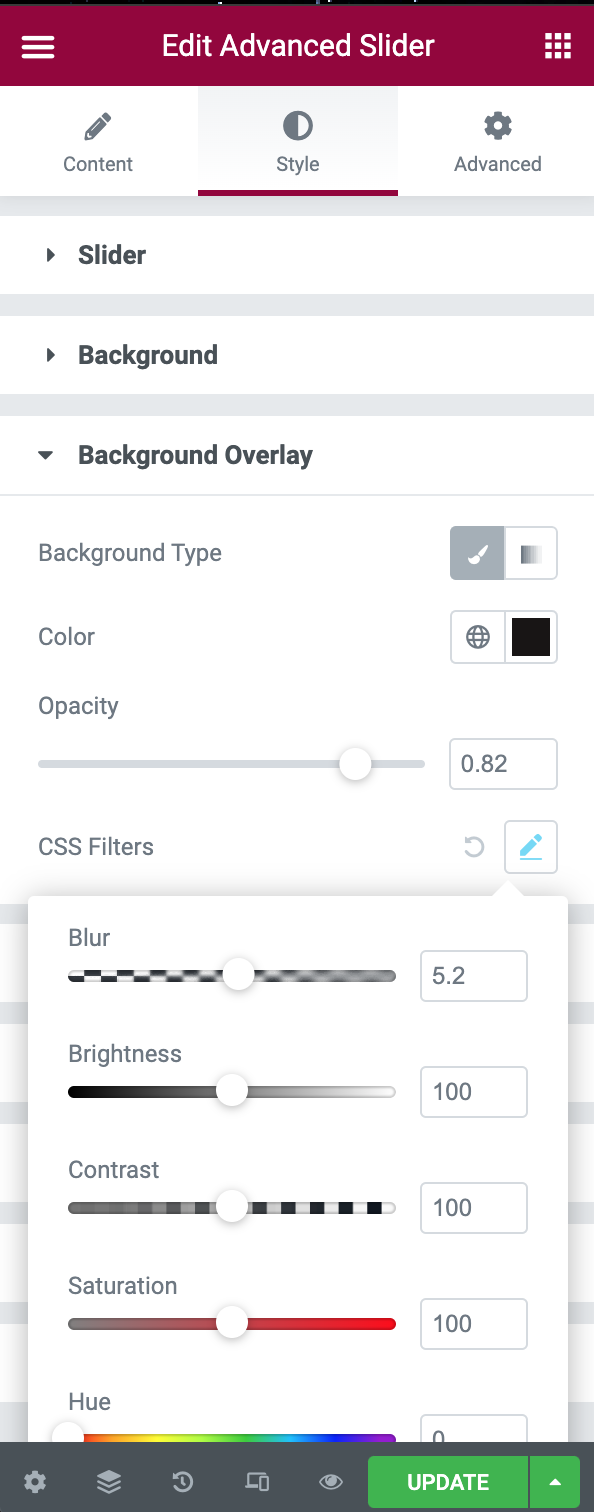 Edit Advanced Slider
Content
Style
Advanced
Slider
Background
Background Overlay
Background Type
Color
Opacity
0.82
CSS Filters
Blur
5.2
Brightness
100
Contrast
100
Saturation
100
Hue
0
UPDATE